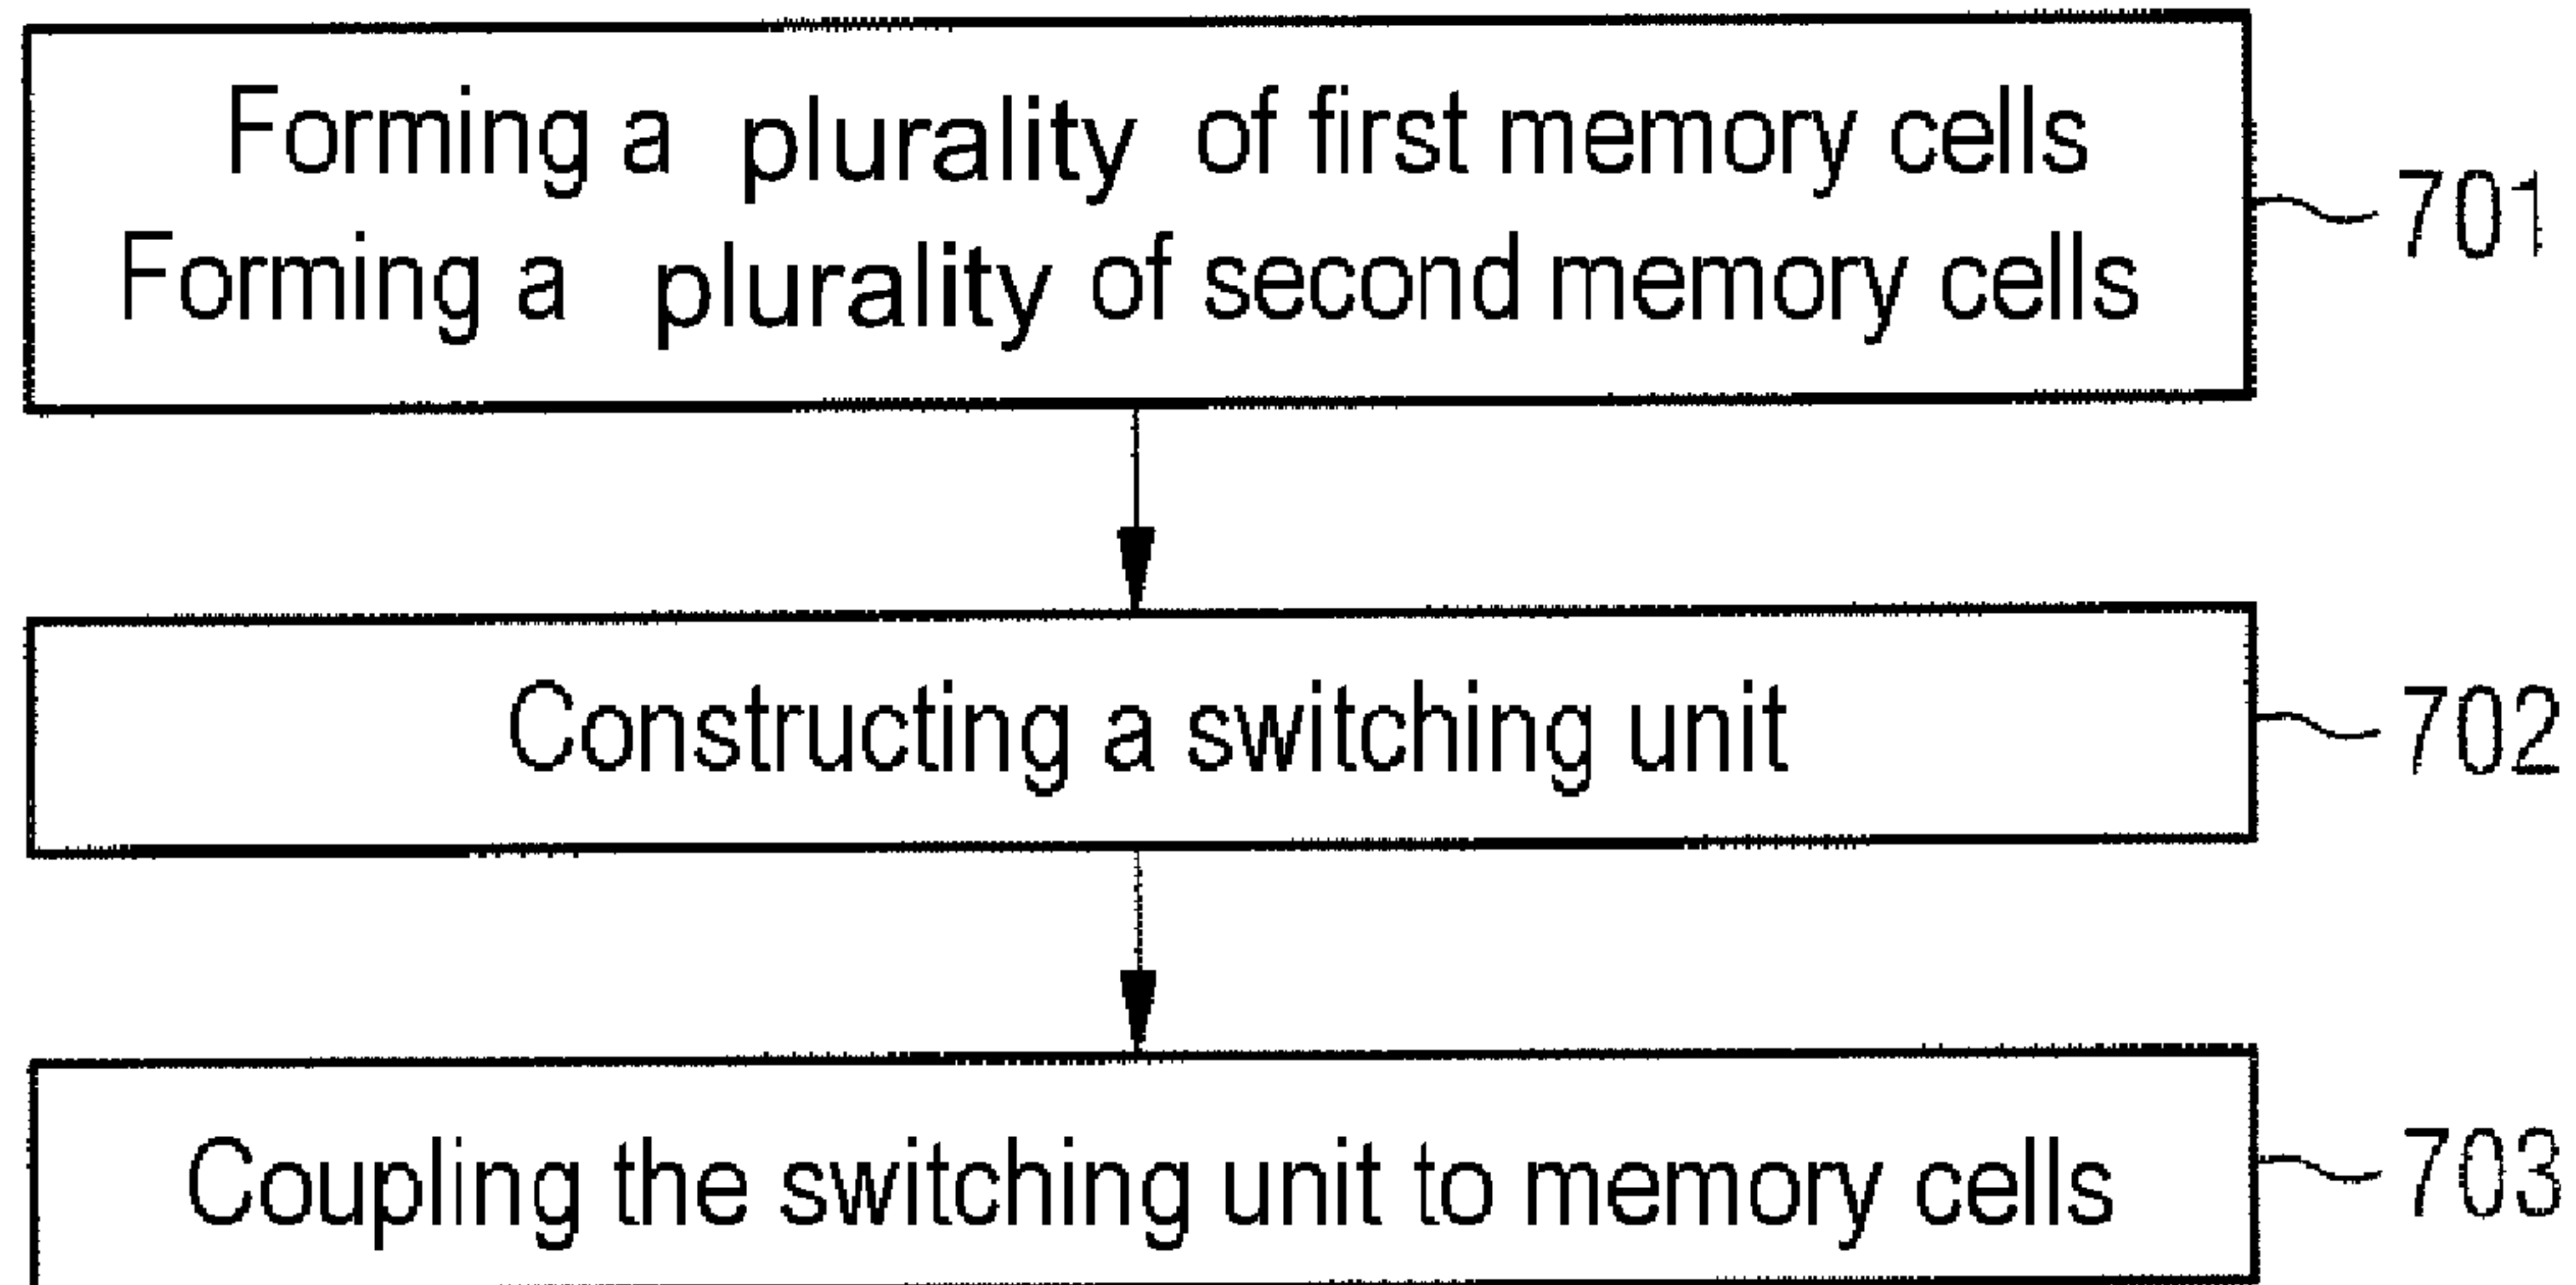 Forming a plurality of first memory cells
Forming a plurality of second memory cells
701
Constructing a switching unit
702
Coupling the switching unit to memory cells
703